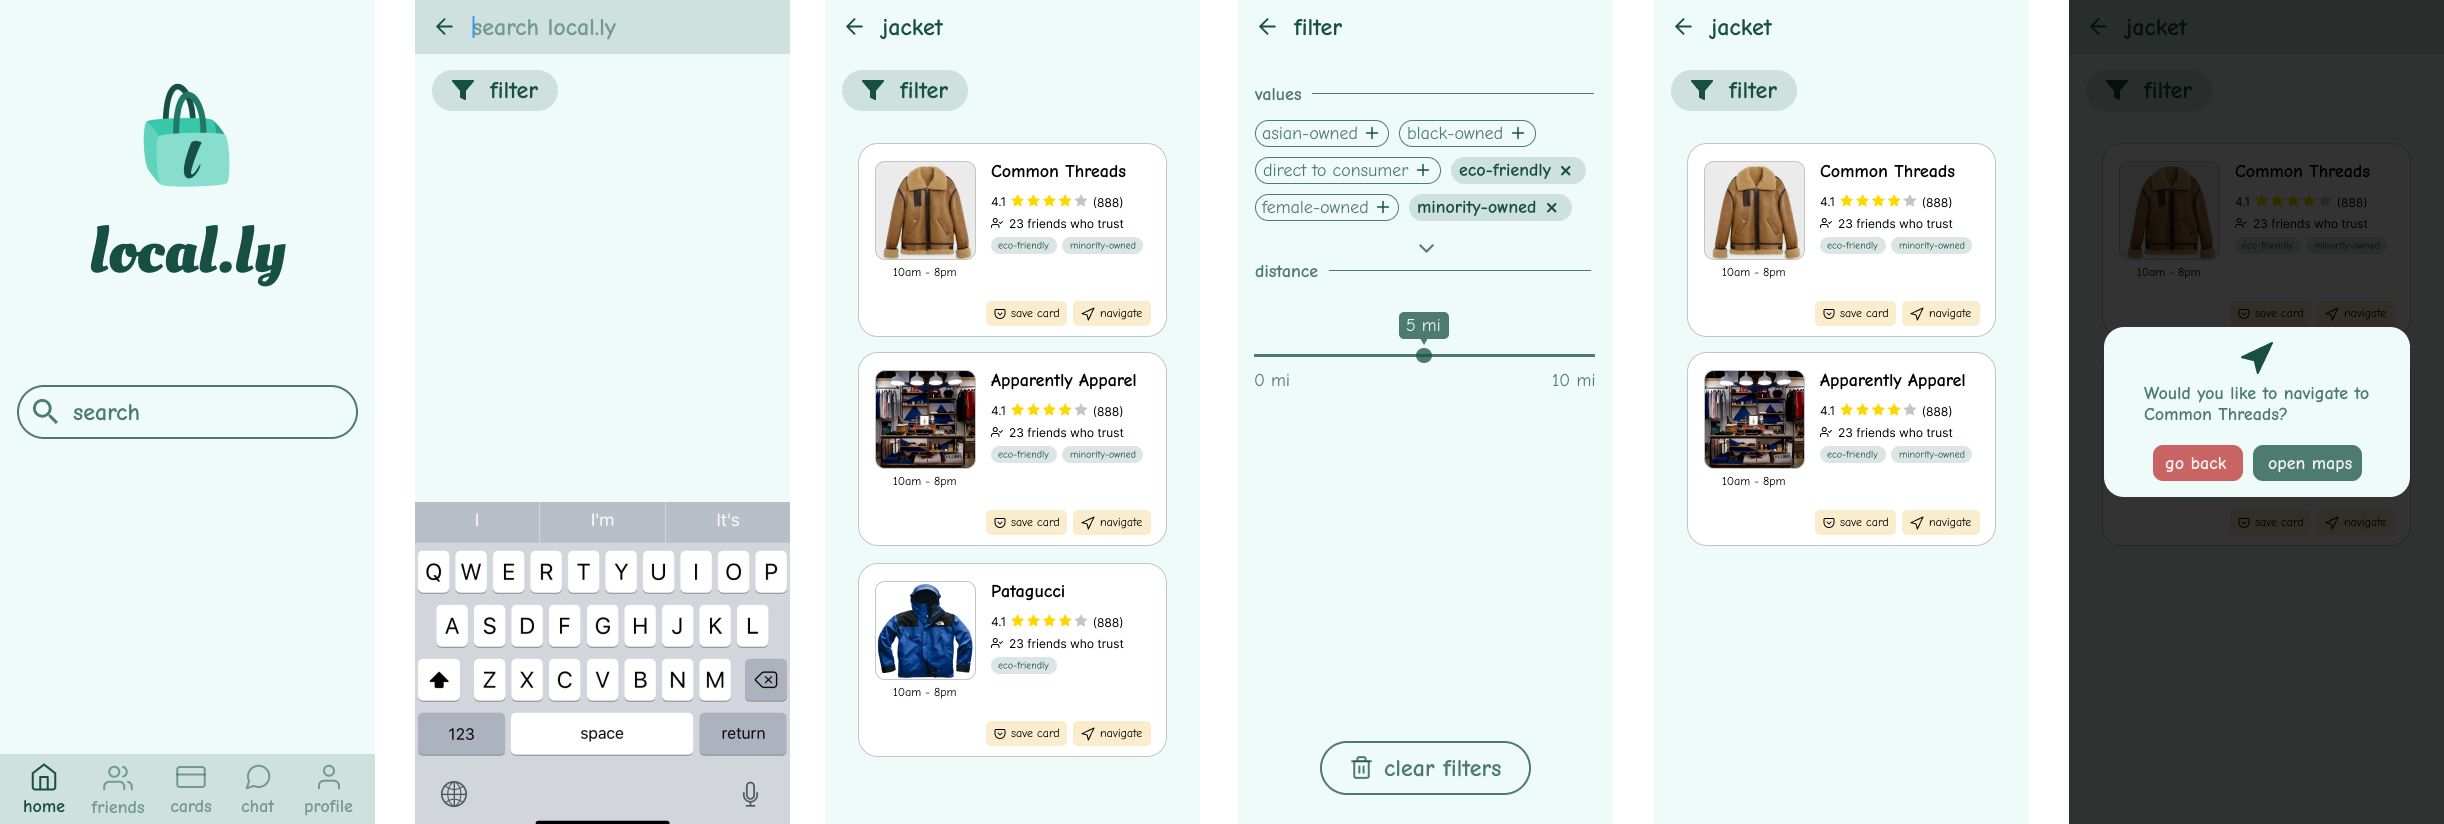 l
local.ly
search
home friends cards chat profile
search local.ly
filter
I I'm It's
Q W E R T Y U I O P
A S D F G H J K L
Z X C V B N M
123 space return
jacket
filter
Common Threads
4.1 (888)
23 friends who trust
eco-friendly minority-owned
10am - 8pm
save card navigate
Apparently Apparel
4.1 (888)
23 friends who trust
eco-friendly minority-owned
10am - 8pm
save card navigate
Patagucci
4.1 (888)
23 friends who trust
eco-friendly
10am - 8pm
save card navigate
filter
values
asian-owned + black-owned +
direct to consumer + eco-friendly ×
female-owned + minority-owned ×
distance
5 mi
0 mi 10 mi
clear filters
jacket
filter
Common Threads
4.1 (888)
23 friends who trust
eco-friendly minority-owned
10am - 8pm
save card navigate
Apparently Apparel
4.1 (888)
23 friends who trust
eco-friendly minority-owned
10am - 8pm
save card navigate
jacket
filter
Common Threads
4.1 (888)
23 friends who trust
eco-friendly minority-owned
10am - 8pm
save card navigate
Would you like to navigate to
Common Threads?
go back open maps
save card navigate